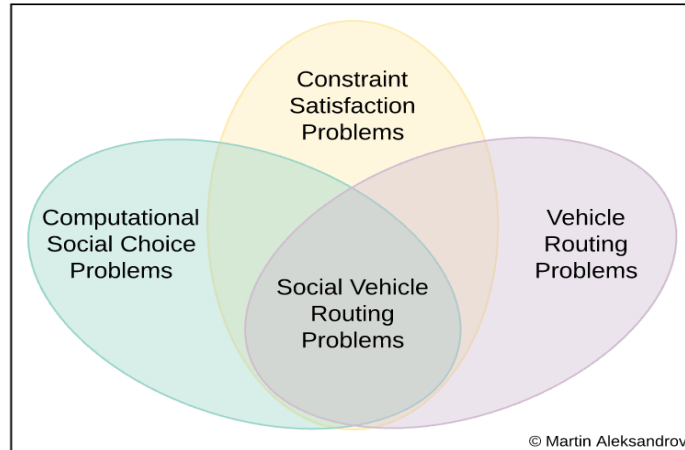 Constraint
Satisfaction
Problems
Computational
Social Choice
Problems
Vehicle
Routing
Problems
Social Vehicle
Routing
Problems
© Martin Aleksandrov